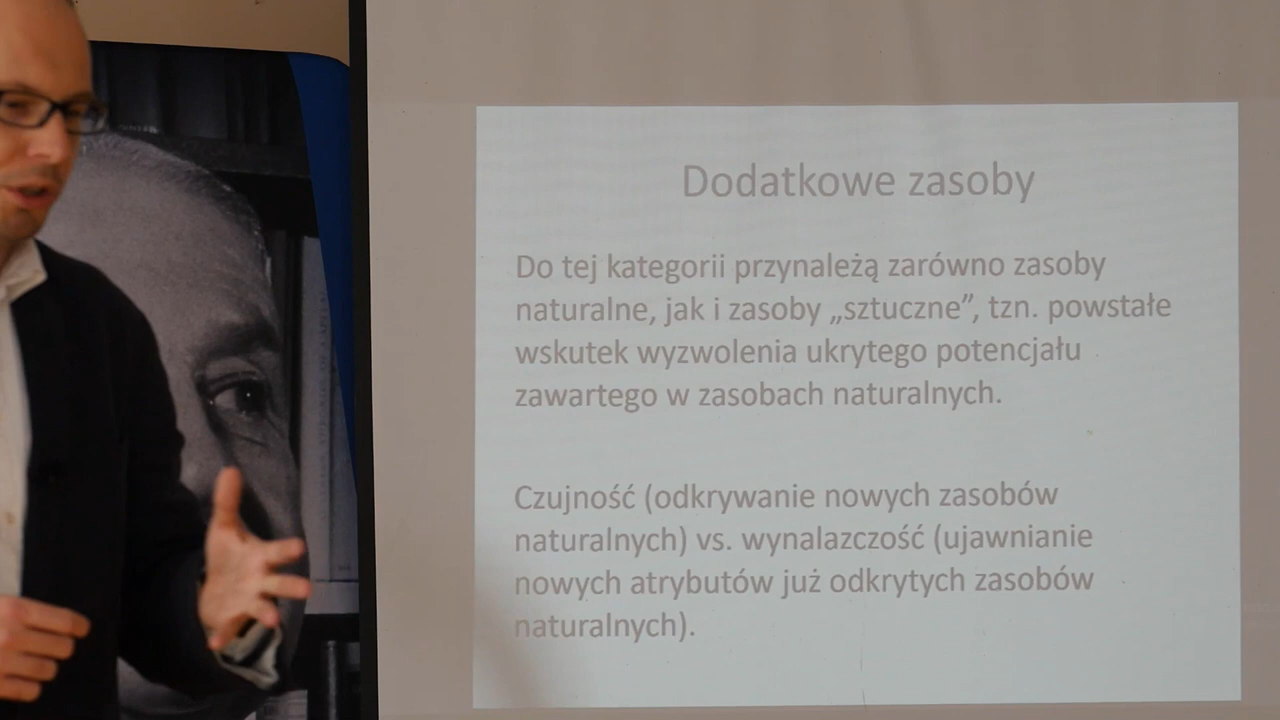 Dodatkowe zasoby
Do tej kategorii przynależą zarówno zasoby
naturalne, jak i zasoby „sztuczne”, tzn. powstałe
wskutek wyzwolenia ukrytego potencjału
zawartego w zasobach naturalnych.
Czujność (odkrywanie nowych zasobów
naturalnych) vs. wynalazczość (ujawnianie
nowych atrybutów już odkrytych zasobów
naturalnych).